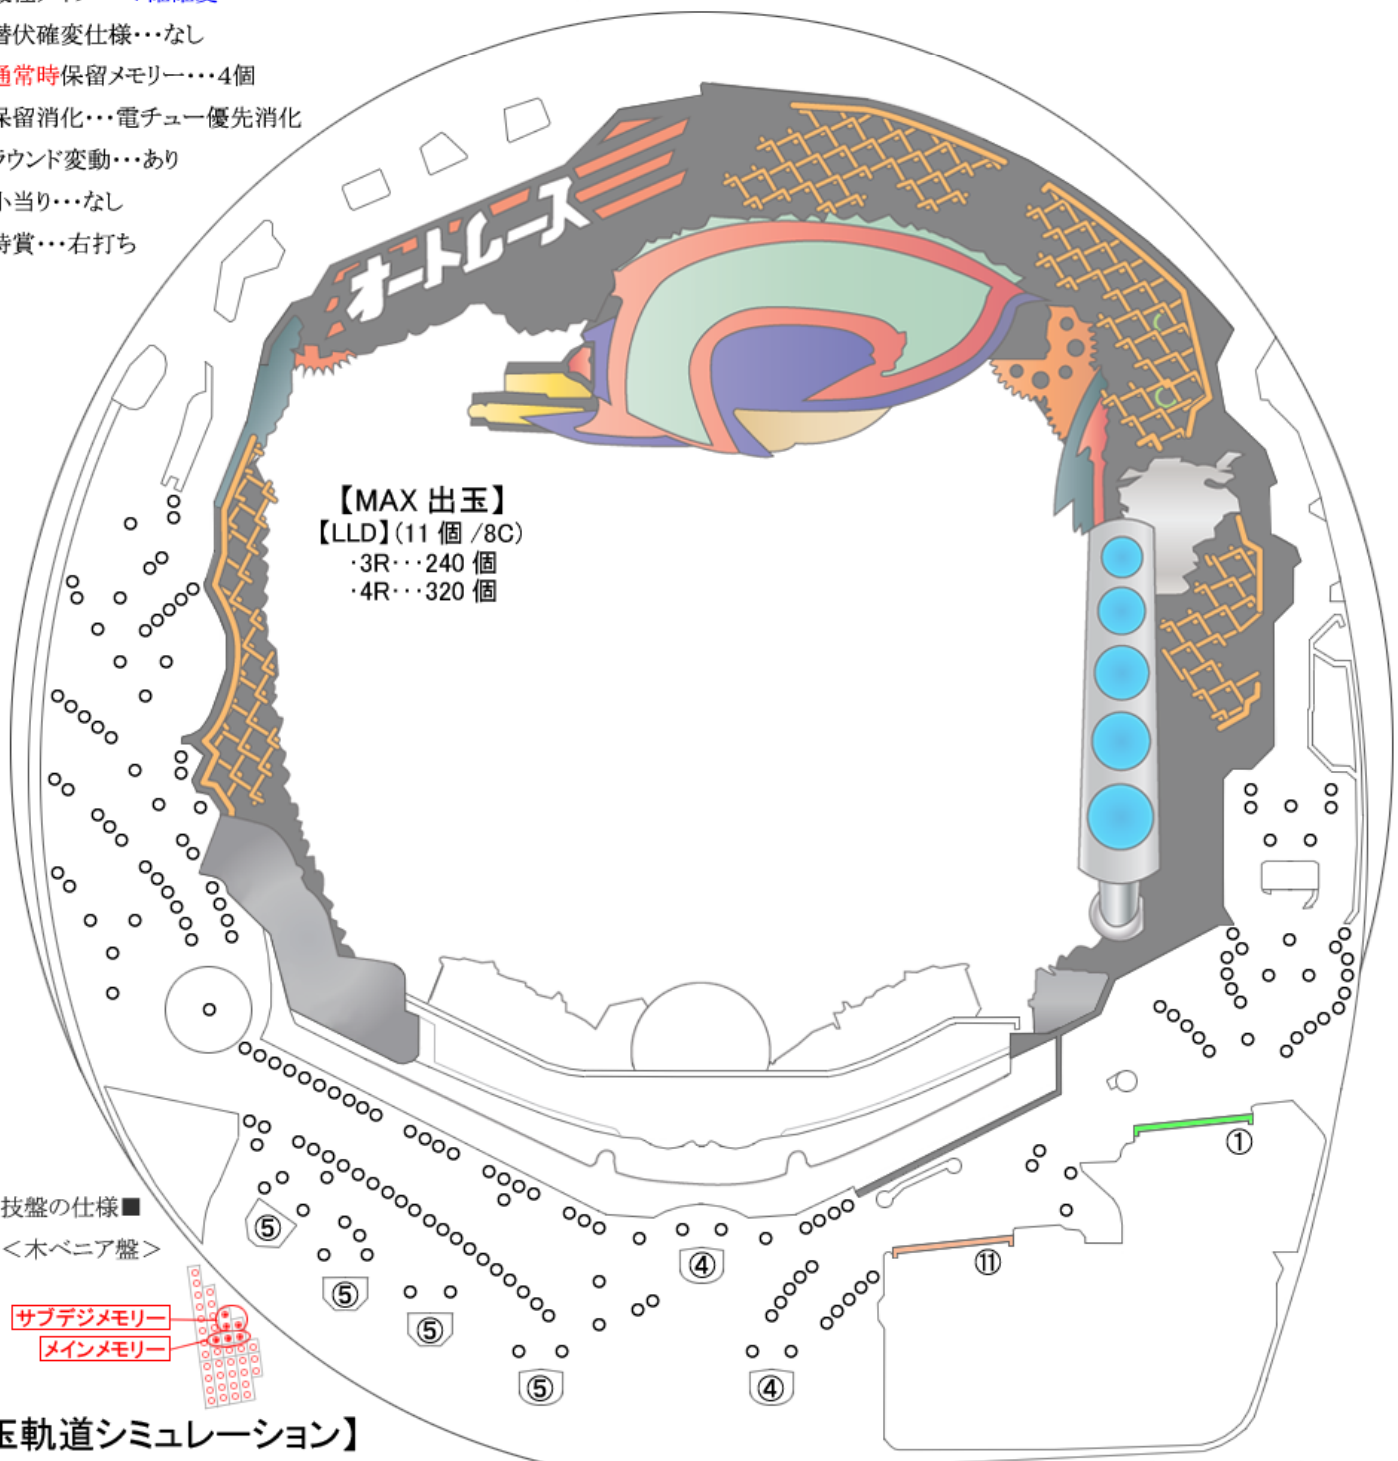 潜伏確変仕様･･･なし
通常時保留メモリー･･･4個
保留消化･･･電チュー優先消化
ラウンド変動･･･あり
小当り･･･なし
特賞･･･右打ち
オートレース
【MAX 出玉】
【LLD】(11 個 /8C)
･3R･･･240 個
･4R･･･320 個
①
技盤の仕様■
⑤
＜木ベニア盤＞
④
⑪
⑤
サブデジメモリー
⑤
メインメモリー
⑤
④
玉軌道シミュレーション】